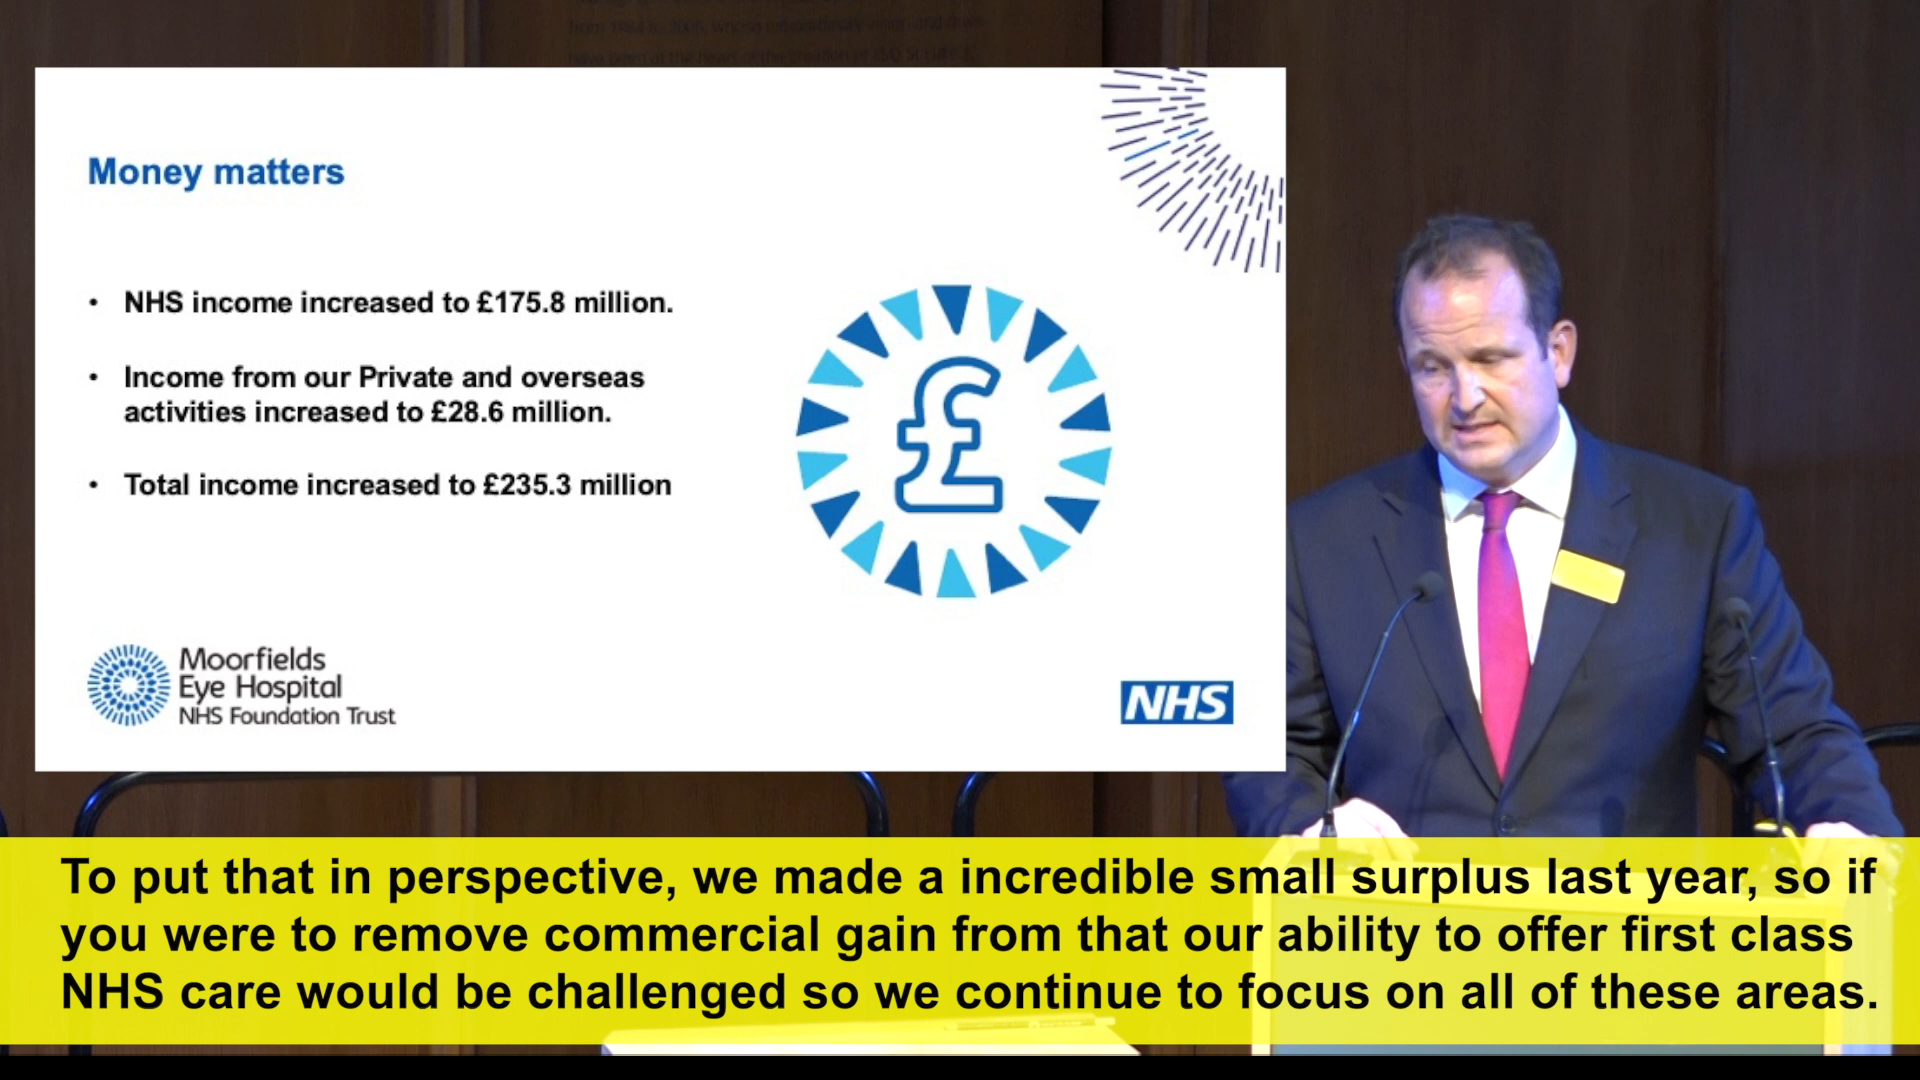 Money matters
• NHS income increased to £175.8 million.
• Income from our Private and overseas
activities increased to £28.6 million.
• Total income increased to £235.3 million
Moorfields
Eye Hospital
NHS Foundation Trust
NHS
To put that in perspective, we made a incredible small surplus last year, so if
you were to remove commercial gain from that our ability to offer first class
NHS care would be challenged so we continue to focus on all of these areas.